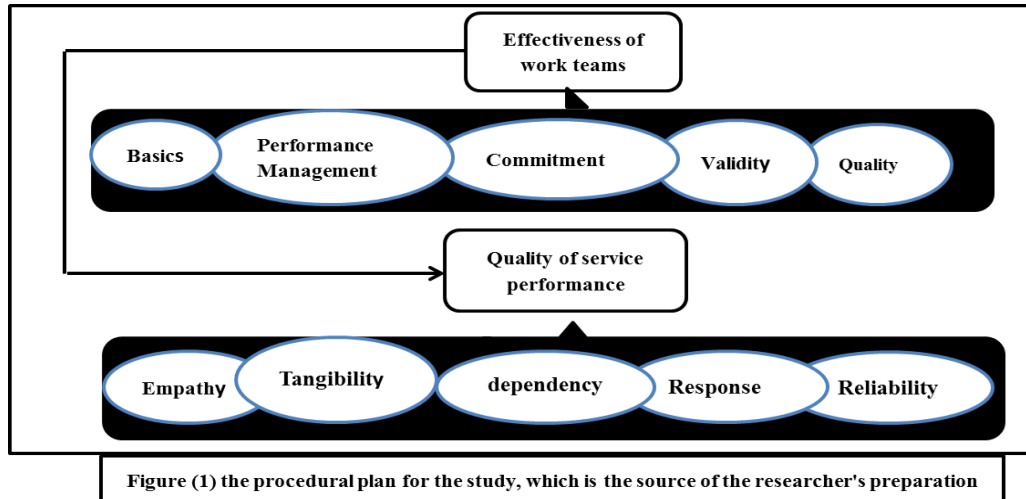 Effectiveness of
work teams
Basics
Performance
Management
Commitment
Validity
Quality
Quality of service
performance
Empathy
Tangibility
dependency
Response
Reliability
Figure (1) the procedural plan for the study, which is the source of the researcher's preparation